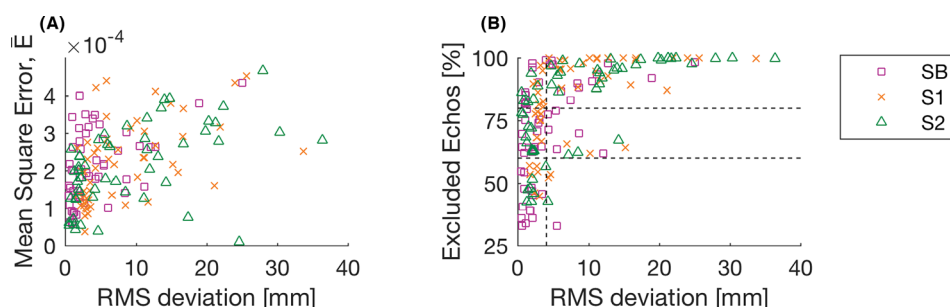 (A)
× 10⁻⁴
Mean Square Error, Ē
4
3
2
1
0
0 10 20 30 40
RMS deviation [mm]
(B)
Excluded Echos [%]
100
75
50
25
0 10 20 30 40
RMS deviation [mm]
SB
S1
S2